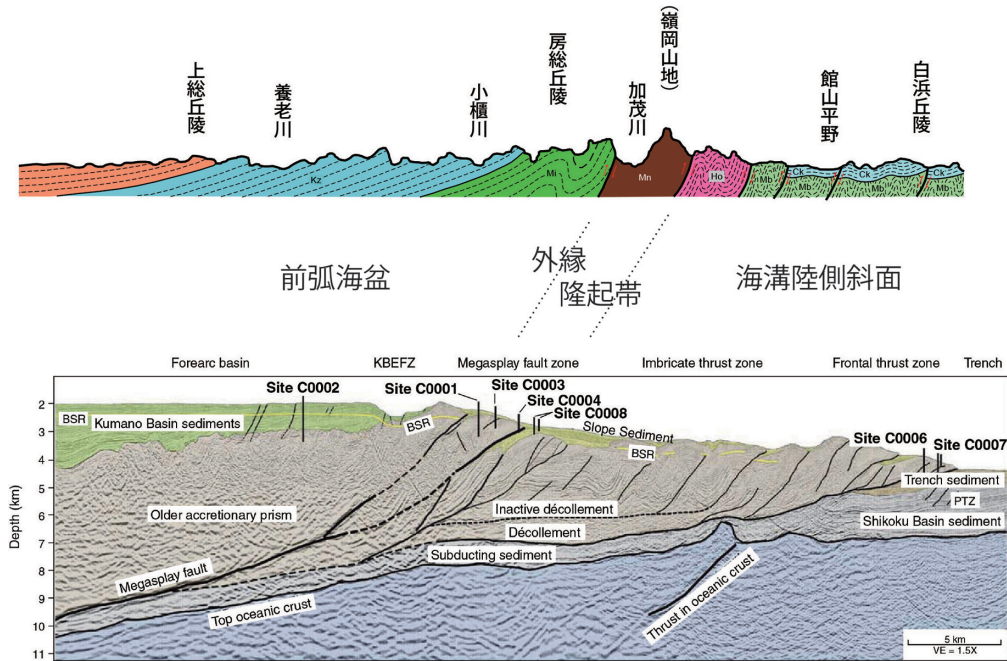 上総丘陵
養老川
小櫃川
房総丘陵
加茂川
（嶺岡山地）
館山平野
白浜丘陵
Kz
Mi
Mn
Ho
Mb
Ck
Mb
Ck
Mb
Ck
Mb
前弧海盆
外縁
隆起帯
海溝陸側斜面
Forearc basin
KBEFZ
Megasplay fault zone
Imbricate thrust zone
Frontal thrust zone
Trench
Site C0002
Site C0001
Site C0003
Site C0004
Site C0008
BSR
Kumano Basin sediments
BSR
Slope Sediment
BSR
Site C0006
Site C0007
Trench sediment
PTZ
Shikoku Basin sediment
Older accretionary prism
Inactive décollement
Décollement
Subducting sediment
Megasplay fault
Top oceanic crust
Thrust in oceanic crust
Depth (km)
2
3
4
5
6
7
8
9
10
11
5 km
VE = 1.5X